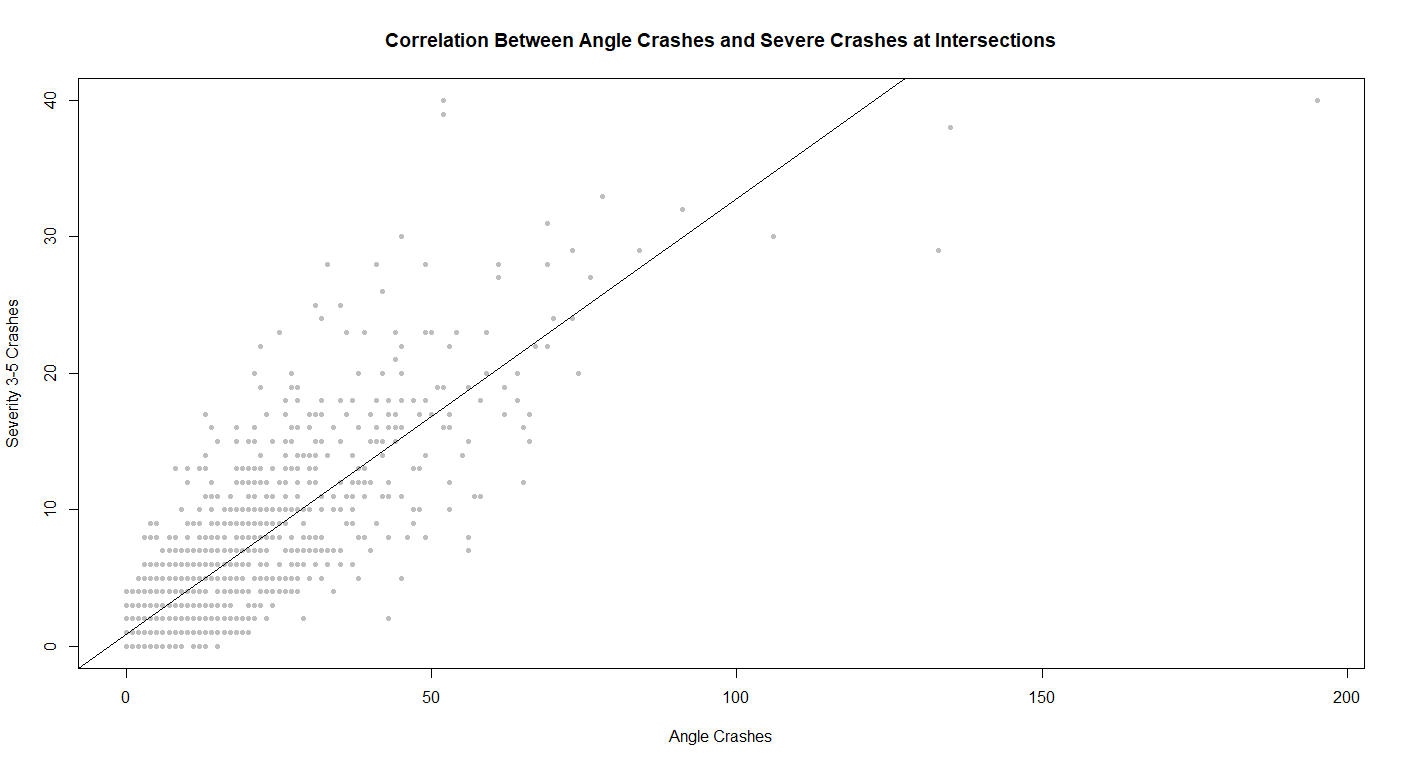 Correlation Between Angle Crashes and Severe Crashes at Intersections
Severity 3-5 Crashes
40
30
20
10
0
0 50 100 150 200
Angle Crashes